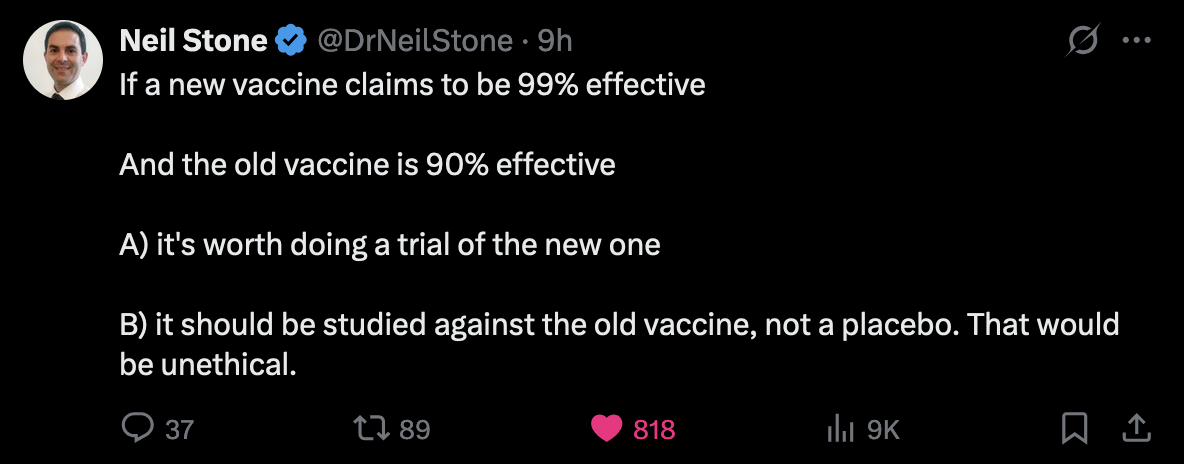 Neil Stone @DrNeilStone · 9h
If a new vaccine claims to be 99% effective
And the old vaccine is 90% effective
A) it's worth doing a trial of the new one
B) it should be studied against the old vaccine, not a placebo. That would
be unethical.
37 89 818 9K